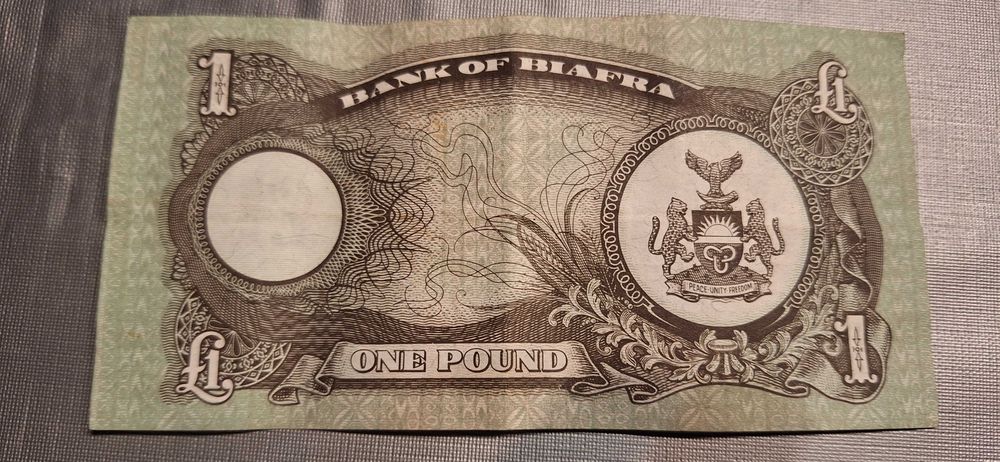 1
BANK OF BIAFRA
£1
PEACE·UNITY·FREEDOM
£1
ONE POUND
1